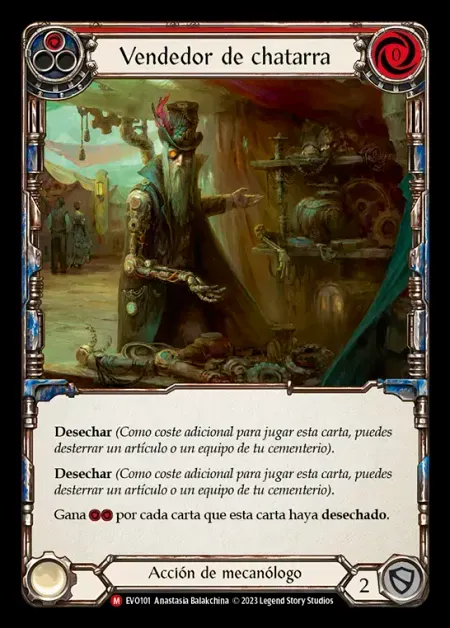 Vendedor de chatarra
0
Desechar (Como coste adicional para jugar esta carta, puedes
desterrar un artículo o un equipo de tu cementerio).
Desechar (Como coste adicional para jugar esta carta, puedes
desterrar un artículo o un equipo de tu cementerio).
Gana por cada carta que esta carta haya desechado.
Acción de mecanólogo
2
M EVO101 Anastasia Balakchina © 2023 Legend Story Studios